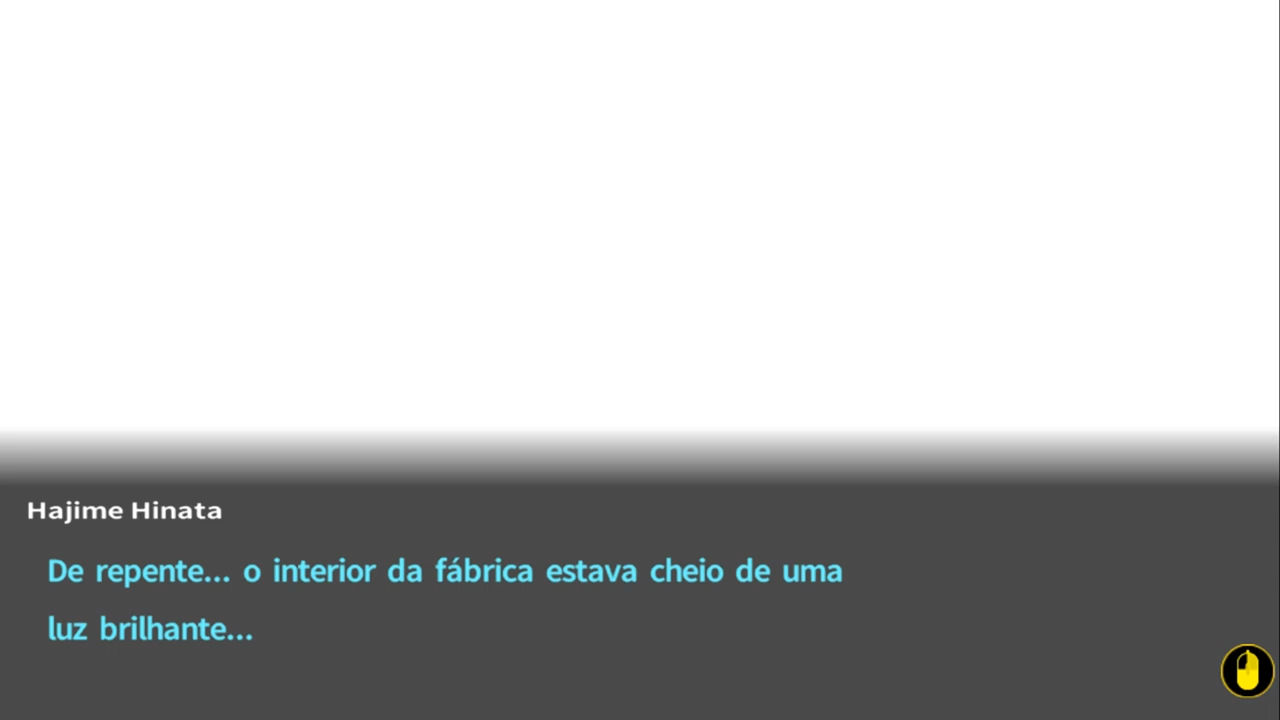 Hajime Hinata
De repente... o interior da fábrica estava cheio de uma
luz brilhante...